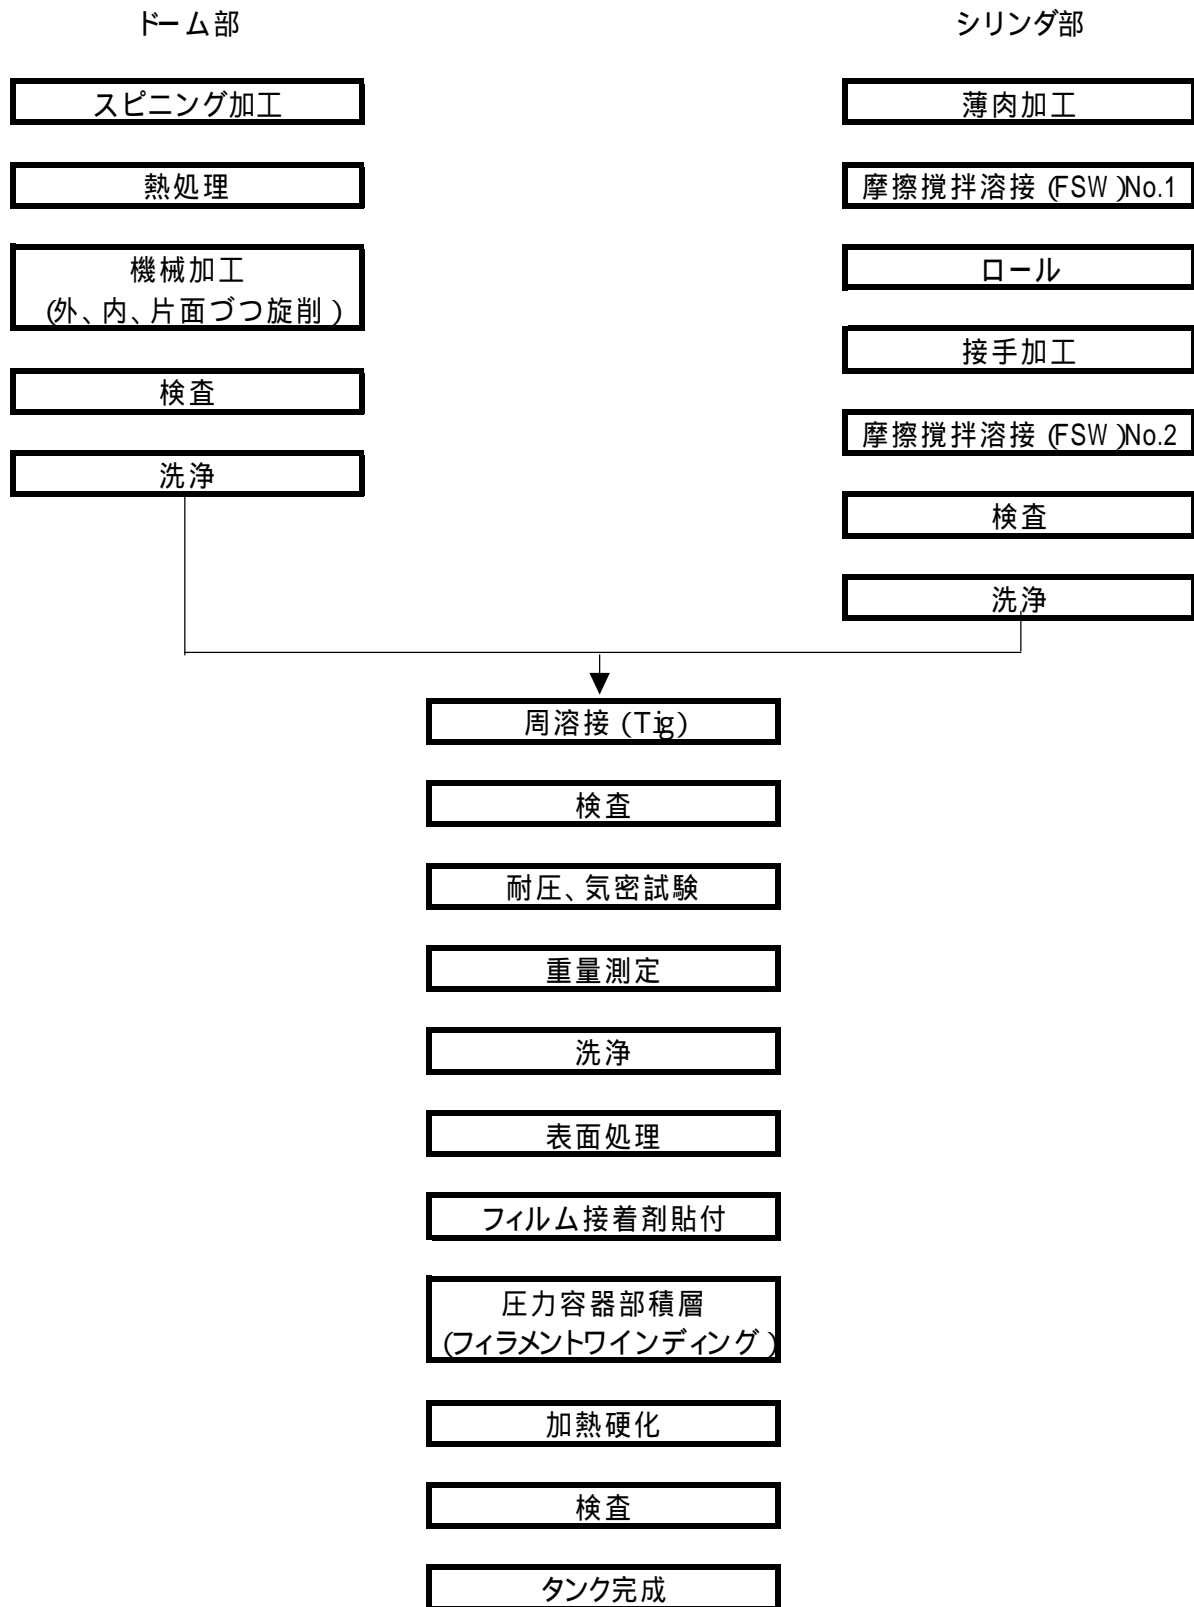 ドーム部
スピニング加工
熱処理
機械加工
(外、内、片面づつ旋削)
検査
洗浄
シリンダ部
薄肉加工
摩擦撹拌溶接(FSW)No.1
ロール
接手加工
摩擦撹拌溶接(FSW)No.2
検査
洗浄
周溶接(Tig)
検査
耐圧、気密試験
重量測定
洗浄
表面処理
フィルム接着剤貼付
圧力容器部積層
(フィラメントワインディング)
加熱硬化
検査
タンク完成